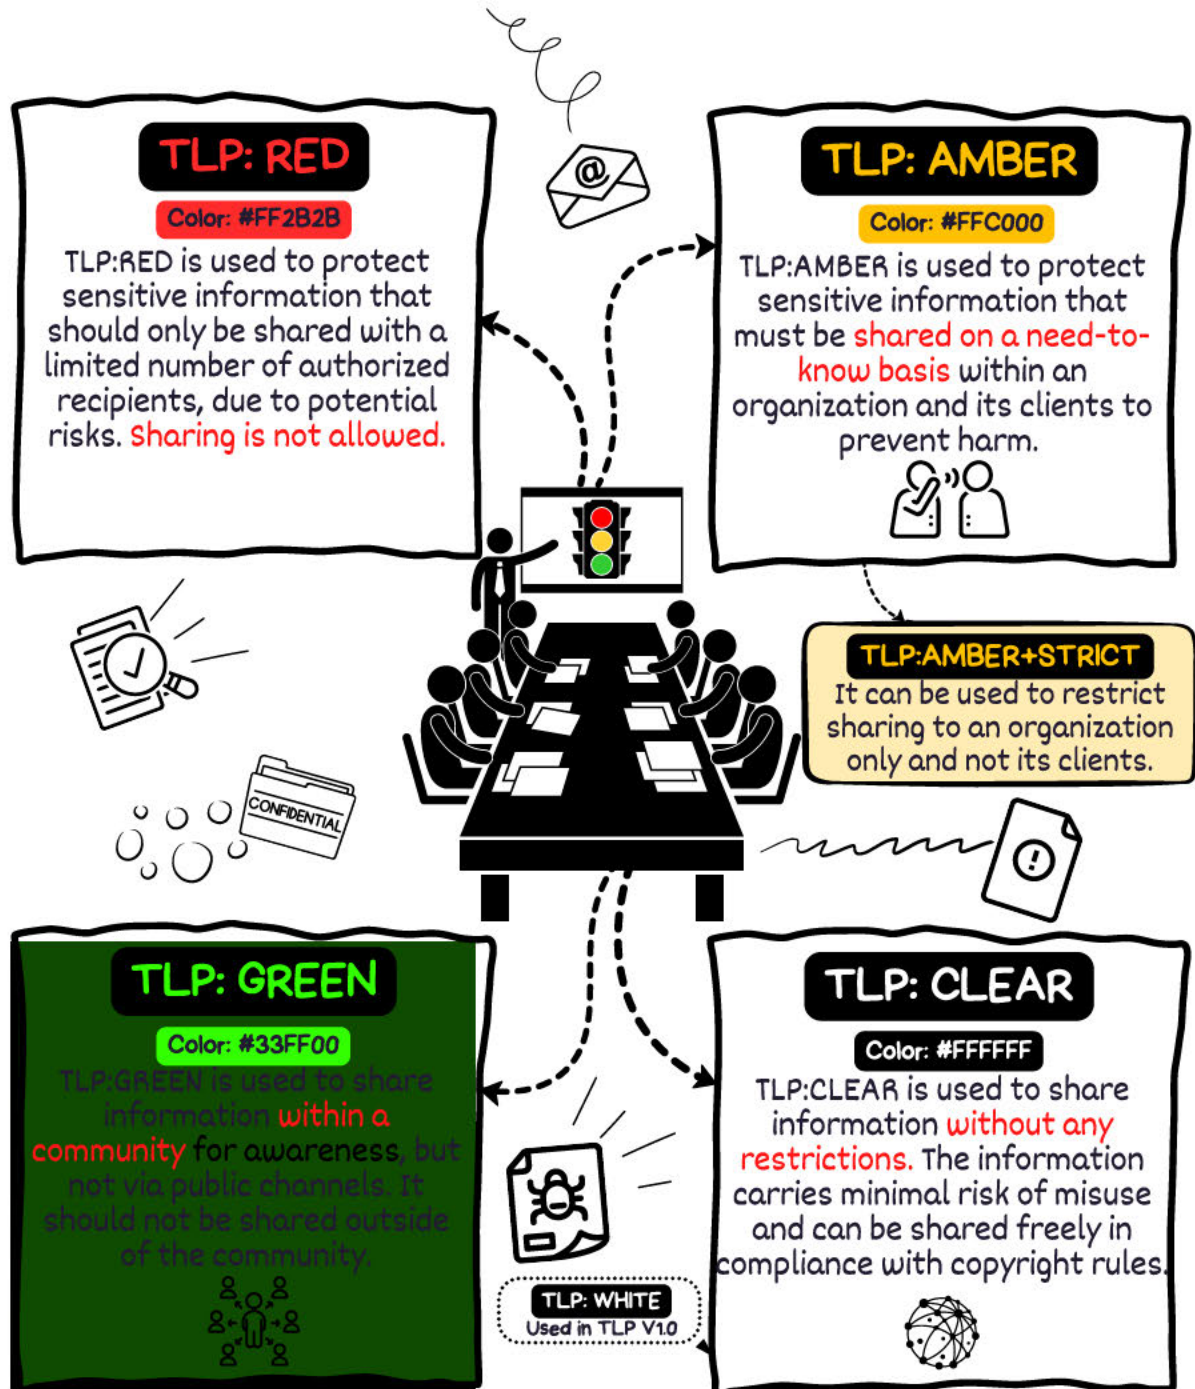 TLP: RED
Color: #FF2B2B
TLP:RED is used to protect
sensitive information that
should only be shared with a
limited number of authorized
recipients, due to potential
risks. Sharing is not allowed.
TLP: AMBER
Color: #FFC000
TLP:AMBER is used to protect
sensitive information that
must be shared on a need-to-
know basis within an
organization and its clients to
prevent harm.
@
TLP:AMBER+STRICT
It can be used to restrict
sharing to an organization
only and not its clients.
CONFIDENTIAL
!
TLP: GREEN
Color: #33FF00
TLP:GREEN is used to share
information within a
community for awareness, but
not via public channels. It
should not be shared outside
of the community.
TLP: CLEAR
Color: #FFFFFF
TLP:CLEAR is used to share
information without any
restrictions. The information
carries minimal risk of misuse
and can be shared freely in
compliance with copyright rules.
TLP: WHITE
Used in TLP V1.0